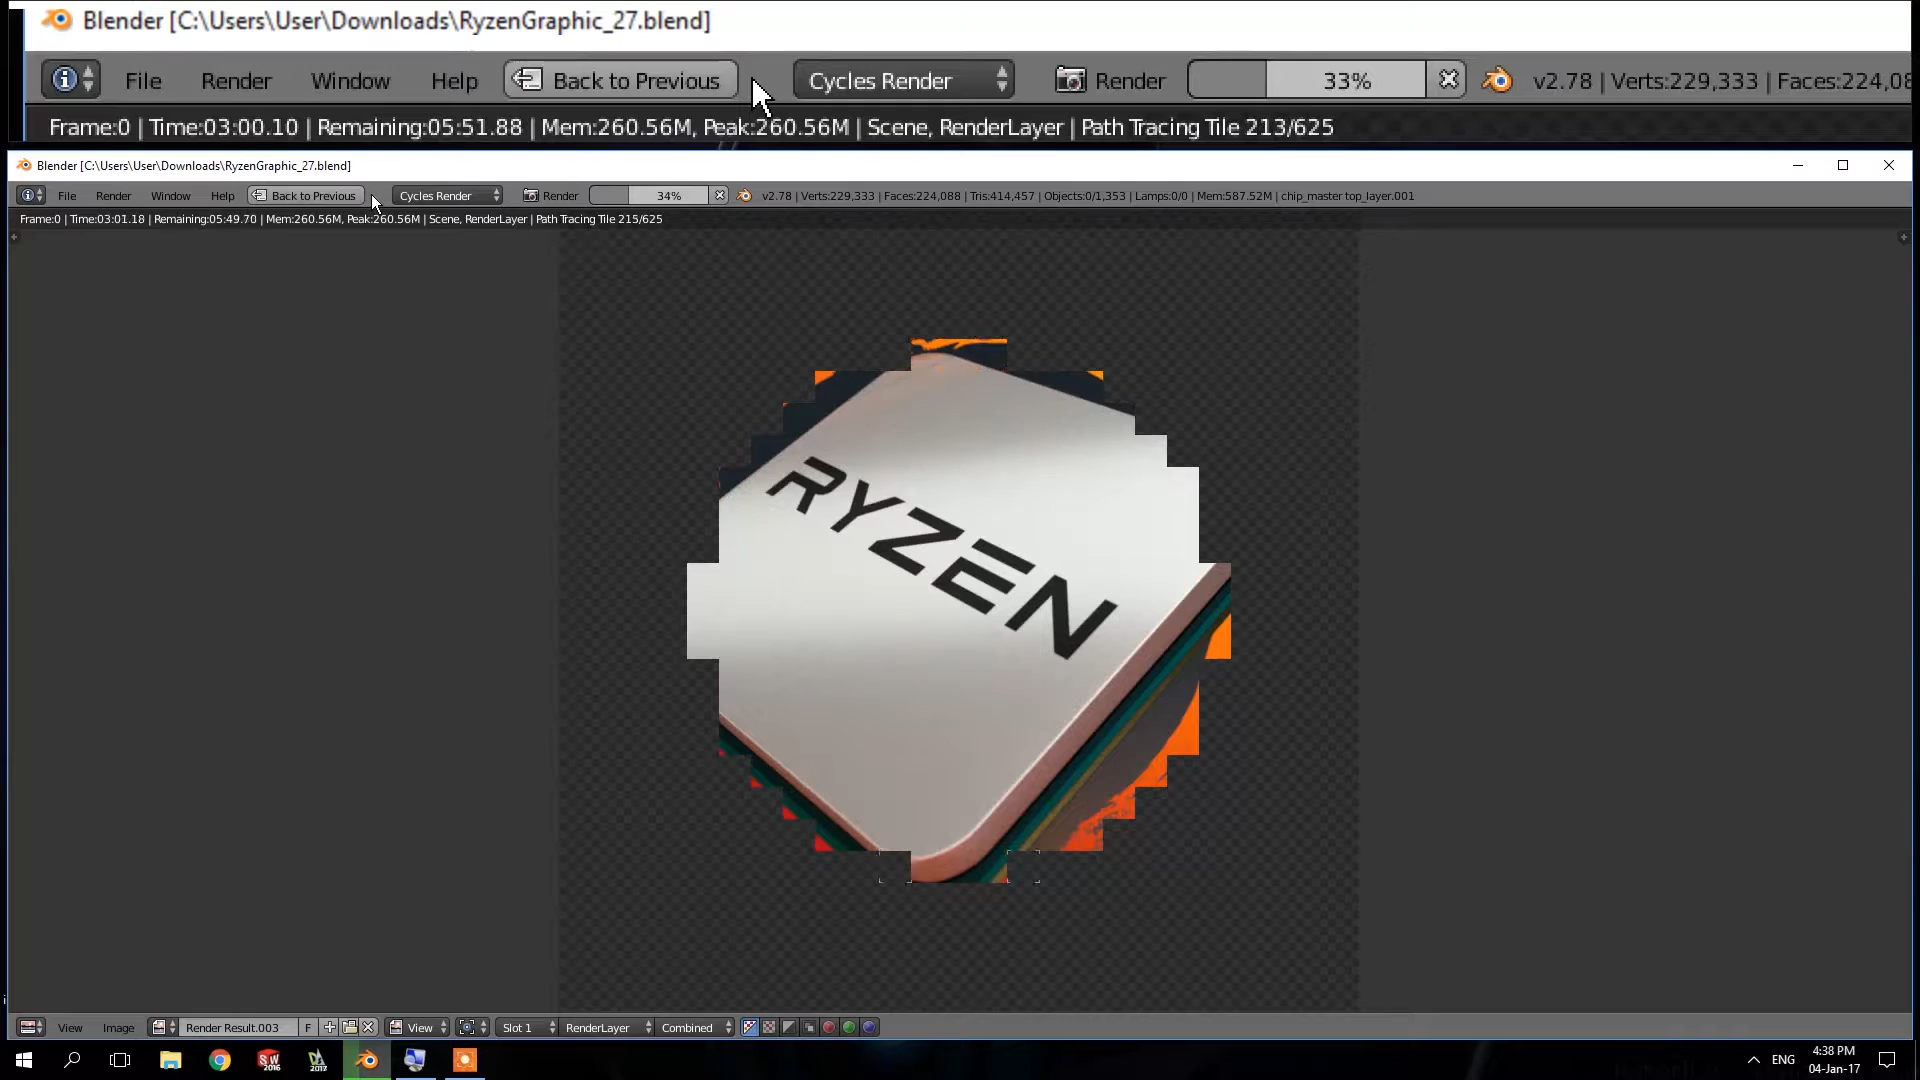 Blender [C:\Users\User\Downloads\RyzenGraphic_27.blend]
File Render Window Help Back to Previous Cycles Render Render 33% v2.78 | Verts:229,333 | Faces:224,08
Frame:0 | Time:03:00.10 | Remaining:05:51.88 | Mem:260.56M, Peak:260.56M | Scene, RenderLayer | Path Tracing Tile 213/625
Blender [C:\Users\User\Downloads\RyzenGraphic_27.blend]
File Render Window Help Back to Previous Cycles Render Render 34% v2.78 | Verts:229,333 | Faces:224,088 | Tris:414,457 | Objects:0/1,353 | Lamps:0/0 | Mem:587.52M | chip_master top_layer.001
Frame:0 | Time:03:01.18 | Remaining:05:49.70 | Mem:260.56M, Peak:260.56M | Scene, RenderLayer | Path Tracing Tile 215/625
RYZEN
View Image Render Result.003 F View Slot 1 RenderLayer Combined
SW 2016 2017 ENG 4:38 PM
04-Jan-17